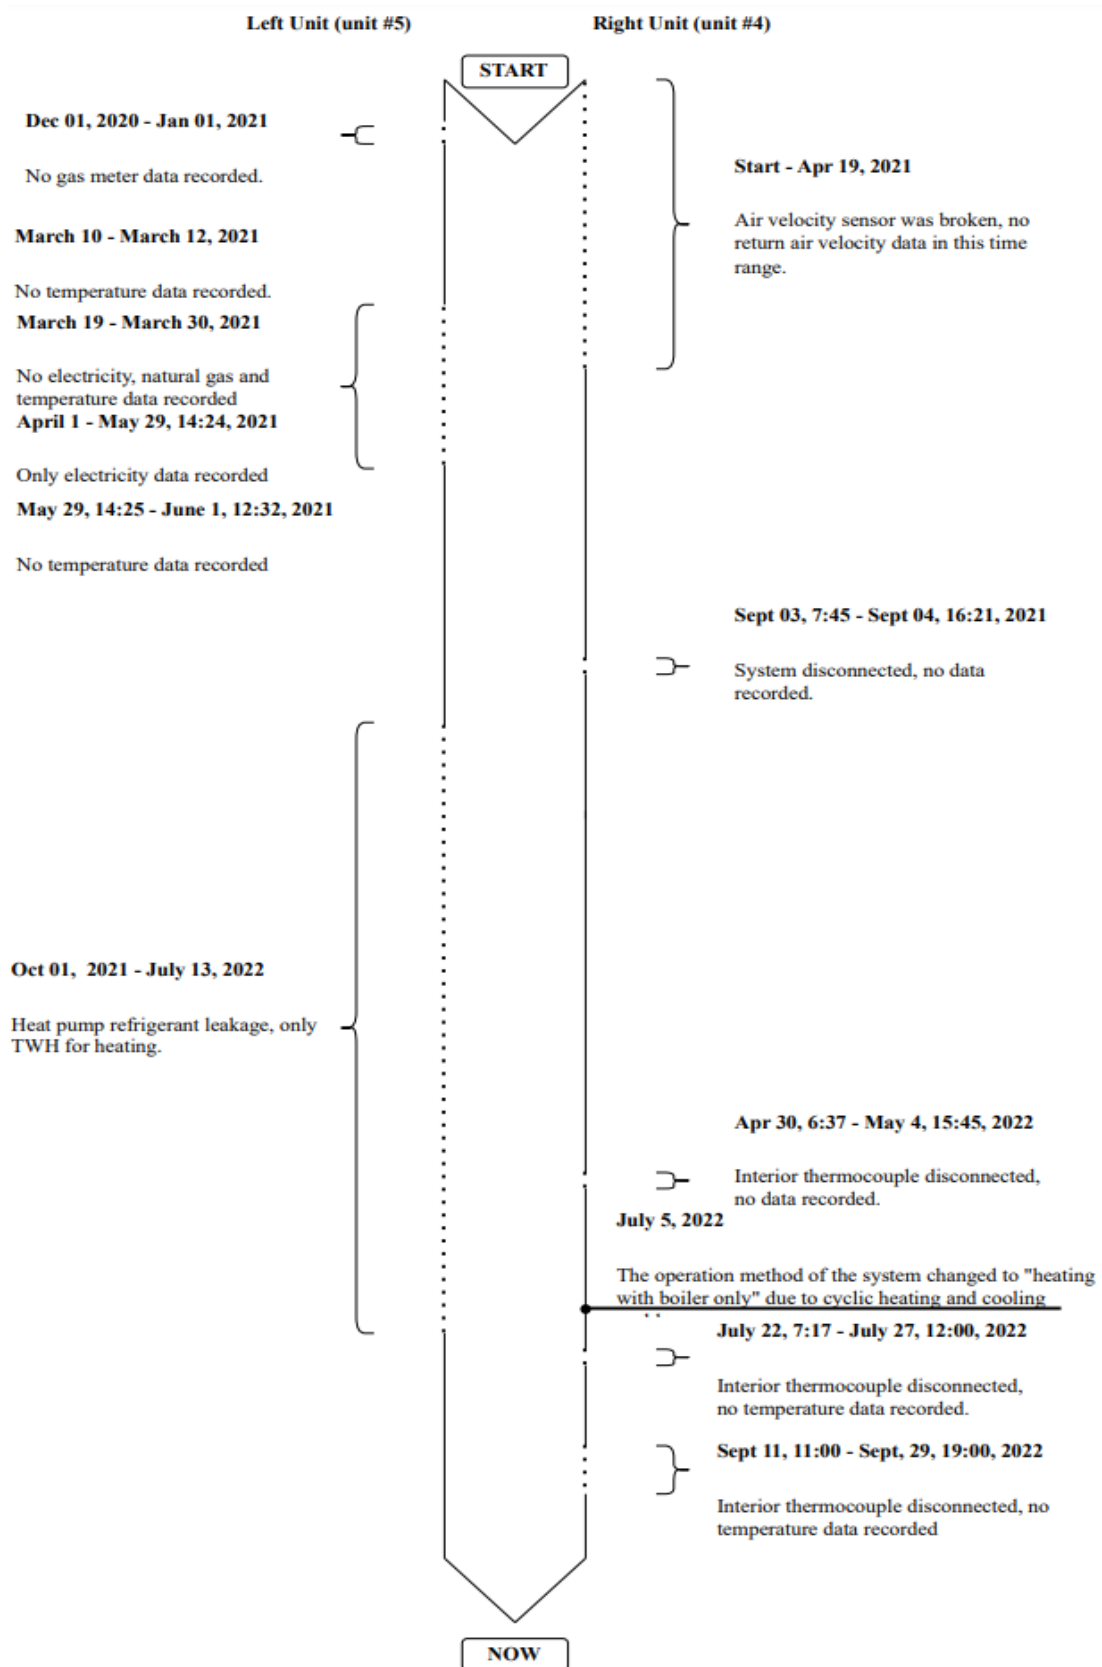 Left Unit (unit #5)
Right Unit (unit #4)
START
Dec 01, 2020 - Jan 01, 2021
No gas meter data recorded.
Start - Apr 19, 2021
Air velocity sensor was broken, no
return air velocity data in this time
range.
March 10 - March 12, 2021
No temperature data recorded.
March 19 - March 30, 2021
No electricity, natural gas and
temperature data recorded
April 1 - May 29, 14:24, 2021
Only electricity data recorded
May 29, 14:25 - June 1, 12:32, 2021
No temperature data recorded
Sept 03, 7:45 - Sept 04, 16:21, 2021
System disconnected, no data
recorded.
Oct 01, 2021 - July 13, 2022
Heat pump refrigerant leakage, only
TWH for heating.
Apr 30, 6:37 - May 4, 15:45, 2022
Interior thermocouple disconnected,
no data recorded.
July 5, 2022
The operation method of the system changed to "heating
with boiler only" due to cyclic heating and cooling
July 22, 7:17 - July 27, 12:00, 2022
Interior thermocouple disconnected,
no temperature data recorded.
Sept 11, 11:00 - Sept, 29, 19:00, 2022
Interior thermocouple disconnected, no
temperature data recorded
NOW